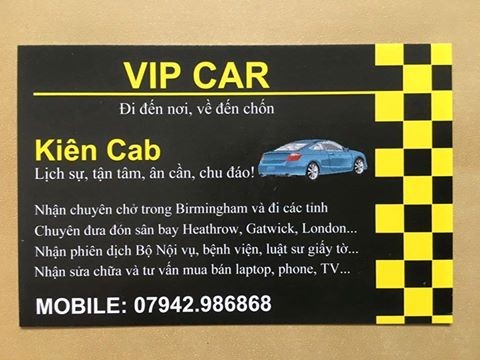 VIP CAR
Đi đến nơi, về đến chốn
Kiên Cab
Lịch sự, tận tâm, ân cần, chu đáo!
Nhận chuyên chở trong Birmingham và đi các tỉnh
Chuyên đưa đón sân bay Heathrow, Gatwick, London...
Nhận phiên dịch Bộ Nội vụ, bệnh viện, luật sư giấy tờ...
Nhận sửa chữa và tư vấn mua bán laptop, phone, TV...
MOBILE: 07942.986868